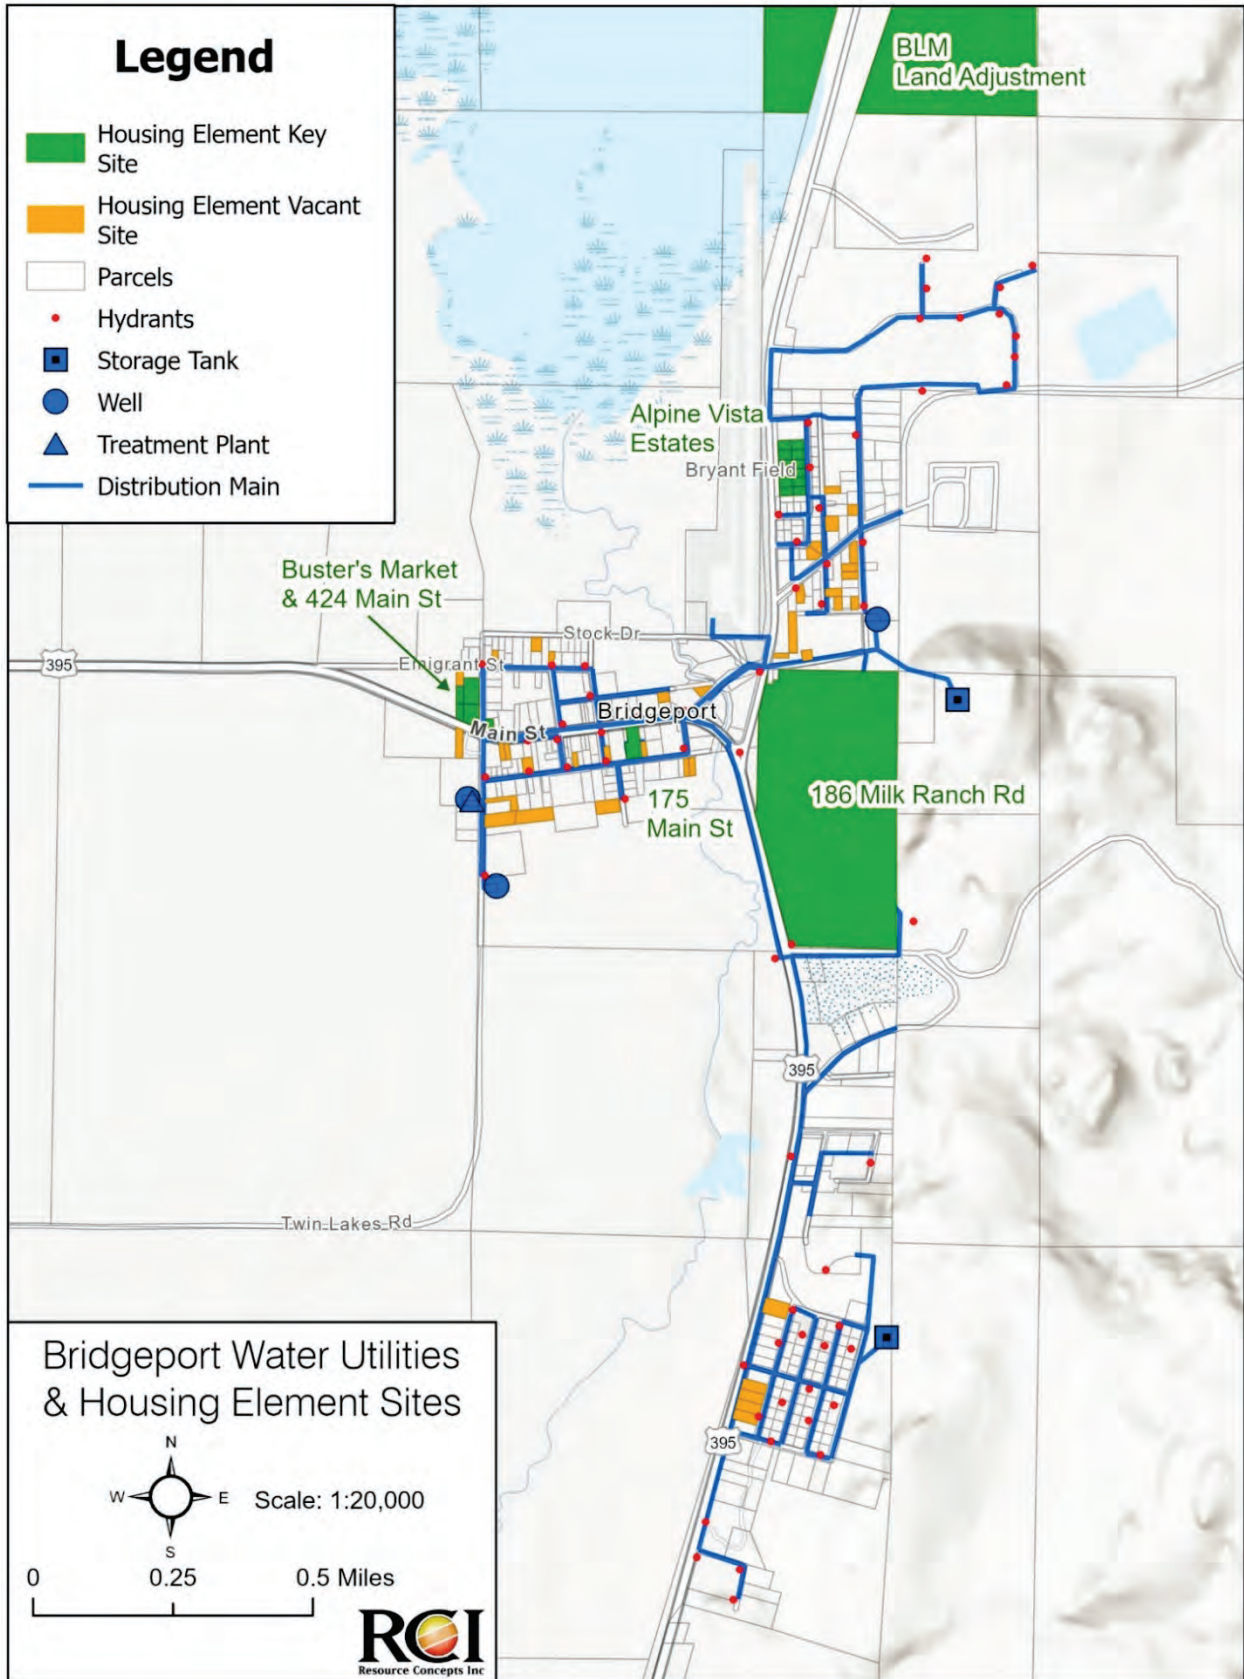 Legend
Housing Element Key
Site
Housing Element Vacant
Site
Parcels
Hydrants
Storage Tank
Well
Treatment Plant
Distribution Main
BLM
Land Adjustment
Alpine Vista
Estates
Bryant Field
Buster's Market
& 424 Main St
Stock Dr
395
Emigrant St
Bridgeport
Main St
186 Milk Ranch Rd
175
Main St
395
Twin Lakes Rd
395
Bridgeport Water Utilities
& Housing Element Sites
N
W
E
S
Scale: 1:20,000
0
0.25
0.5 Miles
RCI
Resource Concepts Inc